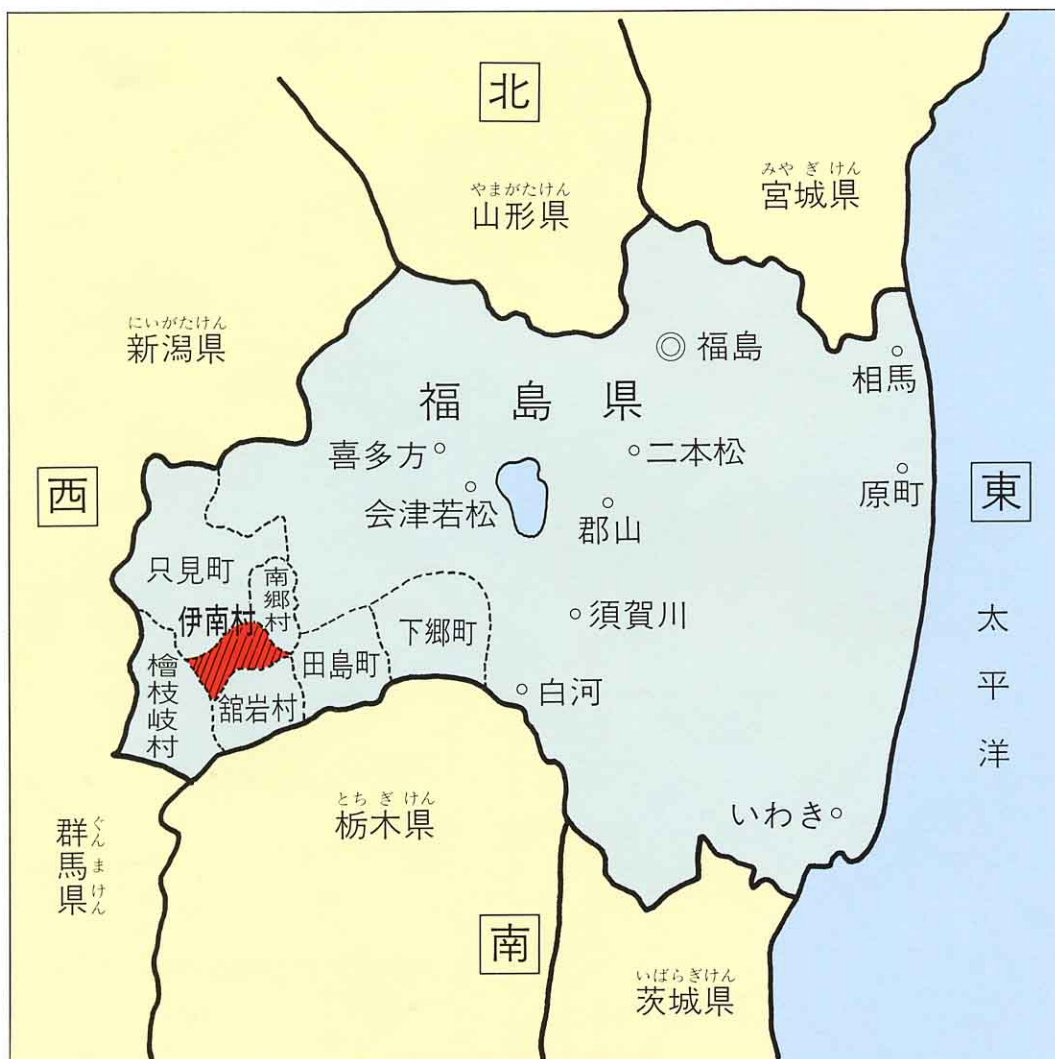 北
みやぎけん
宮城県
やまがたけん
山形県
にいがたけん
新潟県
◎福島
相馬
福島県
喜多方
二本松
会津若松
郡山
原町
西
東
只見町
南郷村
伊南村
下郷町
須賀川
田島町
檜枝岐村
舘岩村
白河
太平洋
とちぎけん
栃木県
いわき
ぐんまけん
群馬県
南
いばらぎけん
茨城県